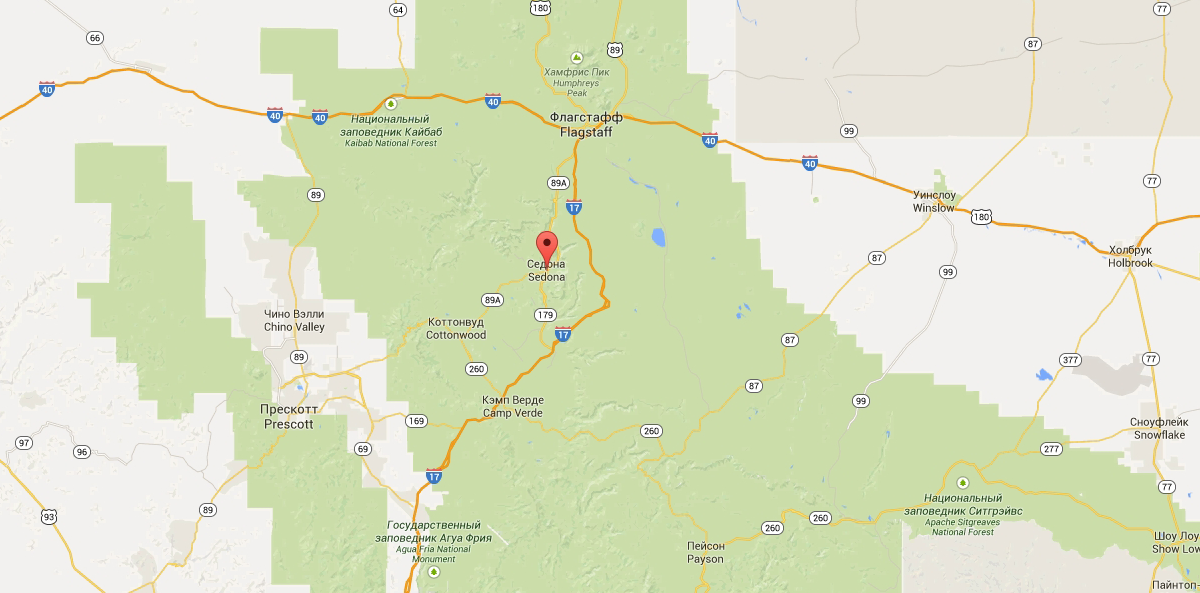 180
64
77
66
89
87
Хамфрис Пик
Humphreys
Peak
40
40
Национальный
заповедник Кайбаб
Kaibab National Forest
40
40
Флагстафф
Flagstaff
99
40
40
89A
77
89
Уинслоу
Winslow
17
180
Холбрук
Holbrook
Седона
Sedona
87
99
89A
179
Чино Вэлли
Chino Valley
Коттонвуд
Cottonwood
17
87
89
377
77
260
87
Прескотт
Prescott
Кэмп Верде
Camp Verde
99
169
Сноуфлейк
Snowflake
260
97
96
69
277
17
77
Национальный
заповедник Ситгрэйвс
Apache Sitgreaves
National Forest
89
93
260
260
Государственный
заповедник Агуа Фрия
Agua Fria National
Monument
Пейсон
Payson
Шоу Лоу
Show Low
Пайнтоп-